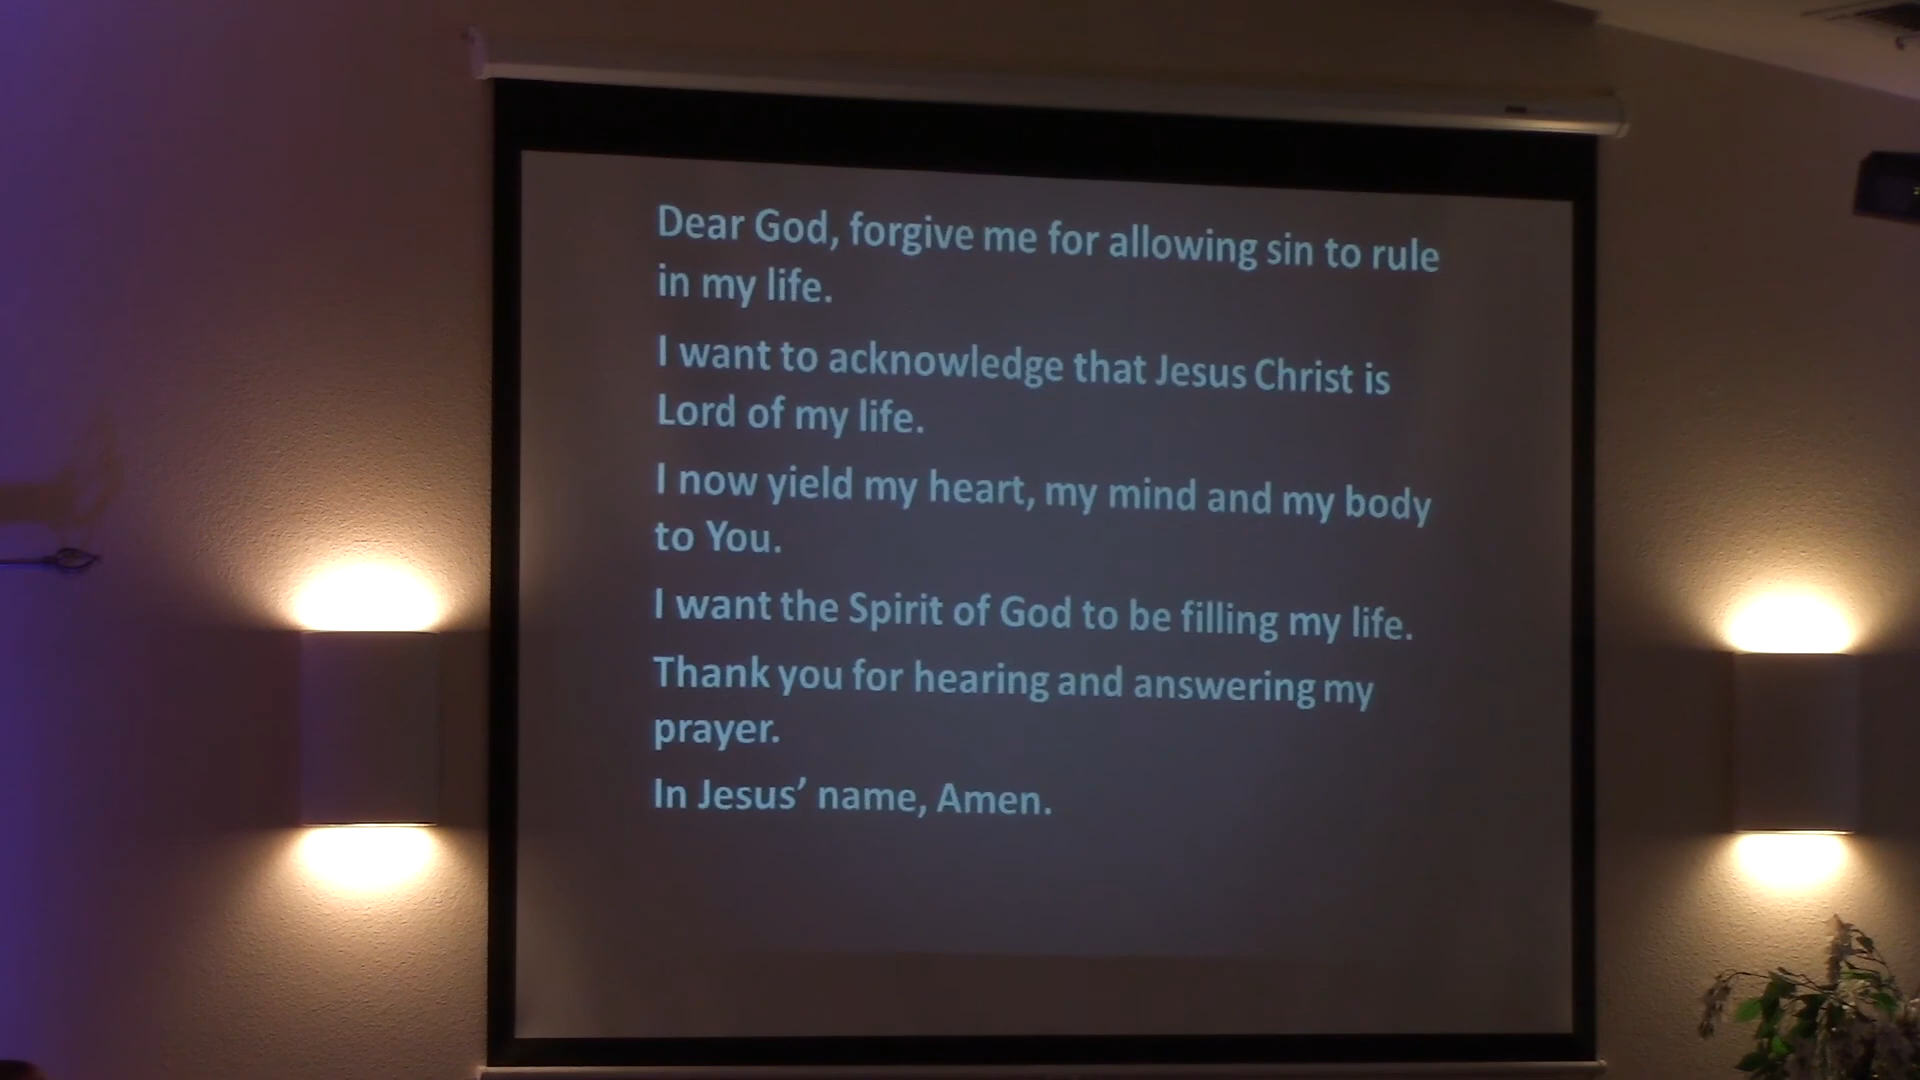 Dear God, forgive me for allowing sin to rule
in my life.
I want to acknowledge that Jesus Christ is
Lord of my life.
I now yield my heart, my mind and my body
to You.
I want the Spirit of God to be filling my life.
Thank you for hearing and answering my
prayer.
In Jesus’ name, Amen.